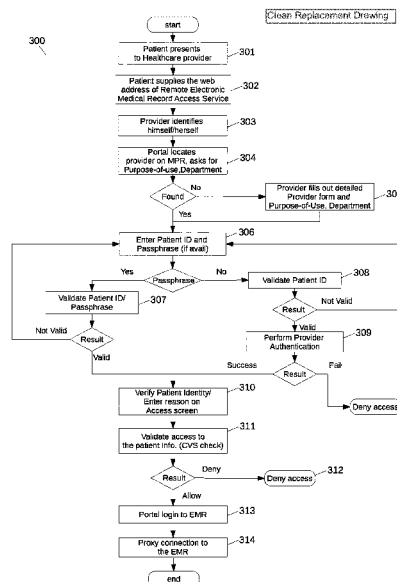 Clean Replacement Drewing
300
start
Patient presents
to Healthcare provider
301
Patient supplies the web
address of Remote Electronic
Medical Record Access Service
302
Provider identifies
himself/herself
303
Portal locates
provider on MPR, asks for
Purpose-of-use,Department
304
Found
No
Provider fills out detailed
Provider form and
Purpose-of-Use, Department
Yes
Enter Patient ID and
Passphrase (if avail)
306
Yes
Passphrase
No
Validate Patient ID
308
Validate Patient ID/
Passphrase
307
Result
Not Valid
Valid
Not Valid
Result
Valid
Perform Provider
Authentication
309
Success
Result
Fail
Deny access
Verify Patient Identity/
Enter reason on
Access screen
310
Validate access to
the patient info. (CVS check)
311
Result
Deny
Deny access
312
Allow
Portal login to EMR
313
Proxy connection to
the EMR
314
end